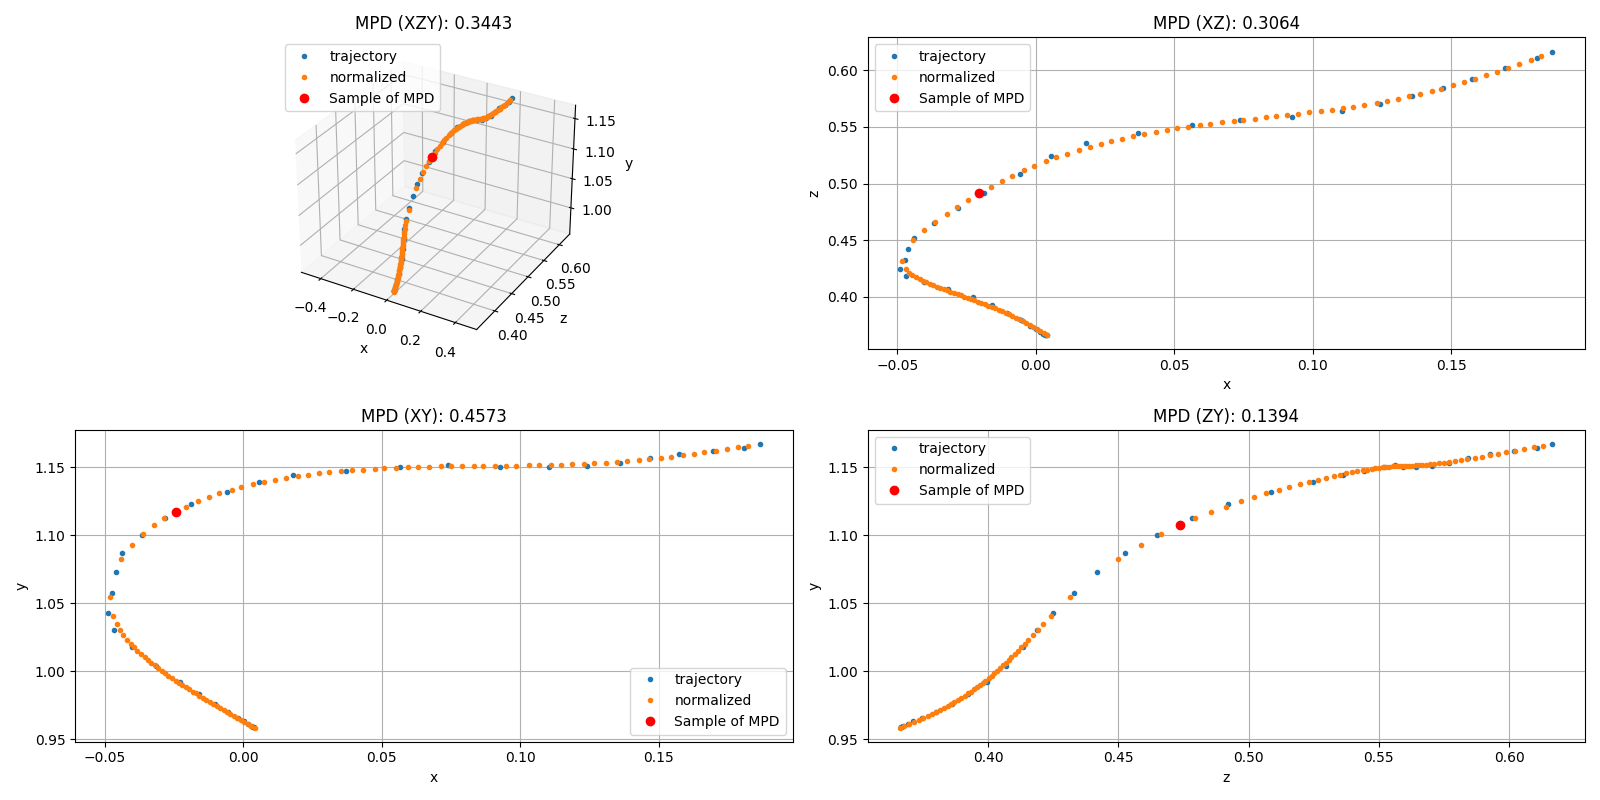 MPD (XZY): 0.3443
trajectory
normalized
Sample of MPD
1.15
1.10
1.05
1.00
y
0.60
0.55
0.50
0.45
0.40
z
−0.4
−0.2
0.0
0.2
0.4
x
MPD (XZ): 0.3064
trajectory
normalized
Sample of MPD
0.60
0.55
0.50
0.45
0.40
z
−0.05 0.00 0.05 0.10 0.15
x
MPD (XY): 0.4573
1.15
1.10
1.05
1.00
0.95
y
trajectory
normalized
Sample of MPD
−0.05 0.00 0.05 0.10 0.15
x
MPD (ZY): 0.1394
trajectory
normalized
Sample of MPD
1.15
1.10
1.05
1.00
0.95
y
0.40 0.45 0.50 0.55 0.60
z